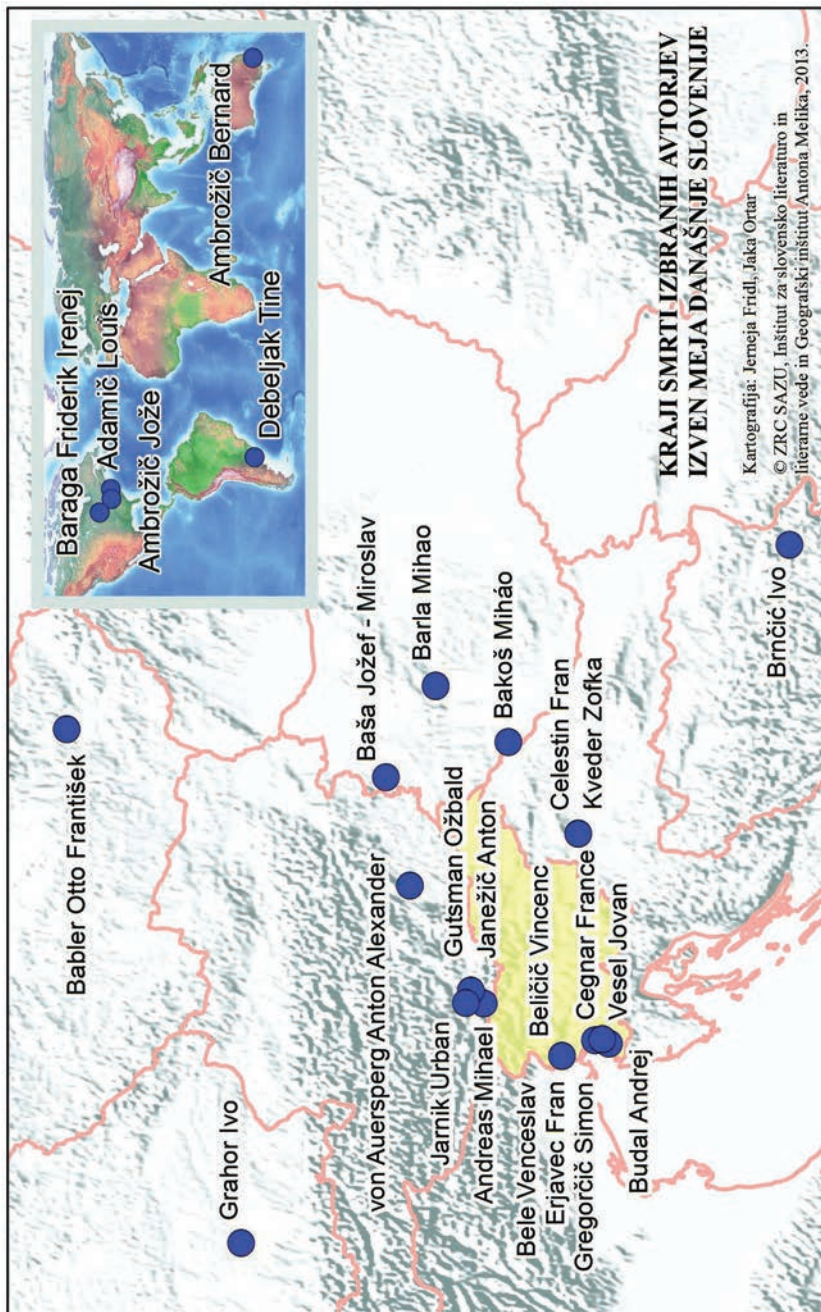 Baraga Friderik Irenej
Adamič Louis
Ambrožič Jože
Ambrožič Bernard
Debeljak Tine
Babler Otto František
Grahor Ivo
Baša Jožef - Miroslav
Barla Mihao
von Auersperg Anton Alexander
Gutsman Ožbald
Janežič Anton
Jarnik Urban
Andreas Mihael
Bakoš Miháo
Celestin Fran
Kveder Zofka
Beličič Vincenc
Bele Venceslav
Erjavec Fran
Gregorčič Simon
Cegnar France
Vesel Jovan
Budal Andrej
Brnčić Ivo
KRAJI SMRTI IZBRANIH AVTORJEV
IZVEN MEJA DANAŠNJE SLOVENIJE
Kartografija: Jerneja Fridl, Jaka Ortar
© ZRC SAZU, Inštitut za slovensko literaturo in
literarne vede in Geografski inštitut Antona Melika, 2013.